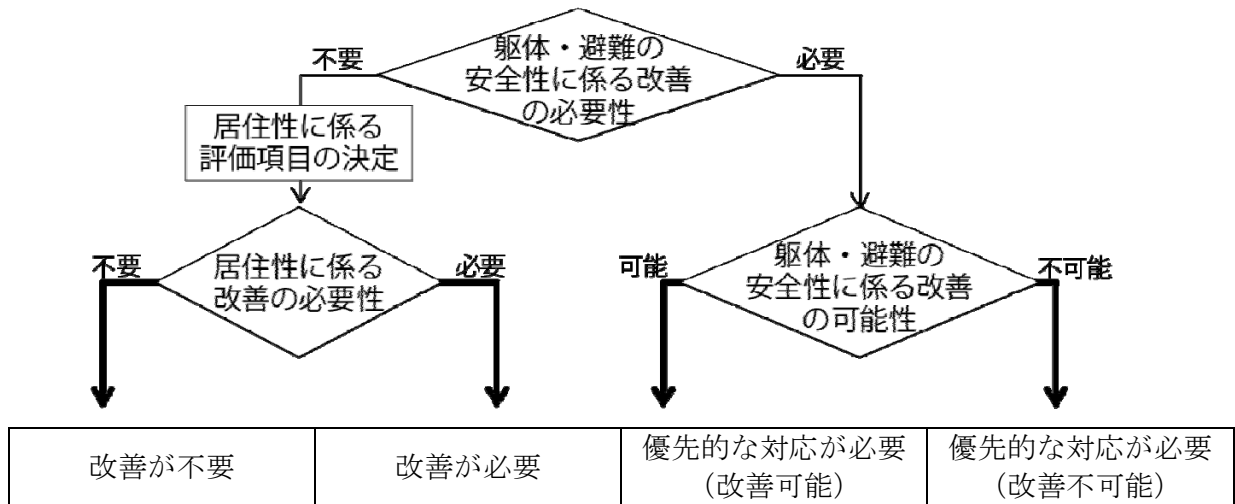 躯体・避難の
安全性に係る改善
の必要性
不要
必要
居住性に係る
評価項目の決定
不要
居住性に係る
改善の必要性
必要
可能
躯体・避難の
安全性に係る改善
の可能性
不可能
改善が不要
改善が必要
優先的な対応が必要
（改善可能）
優先的な対応が必要
（改善不可能）